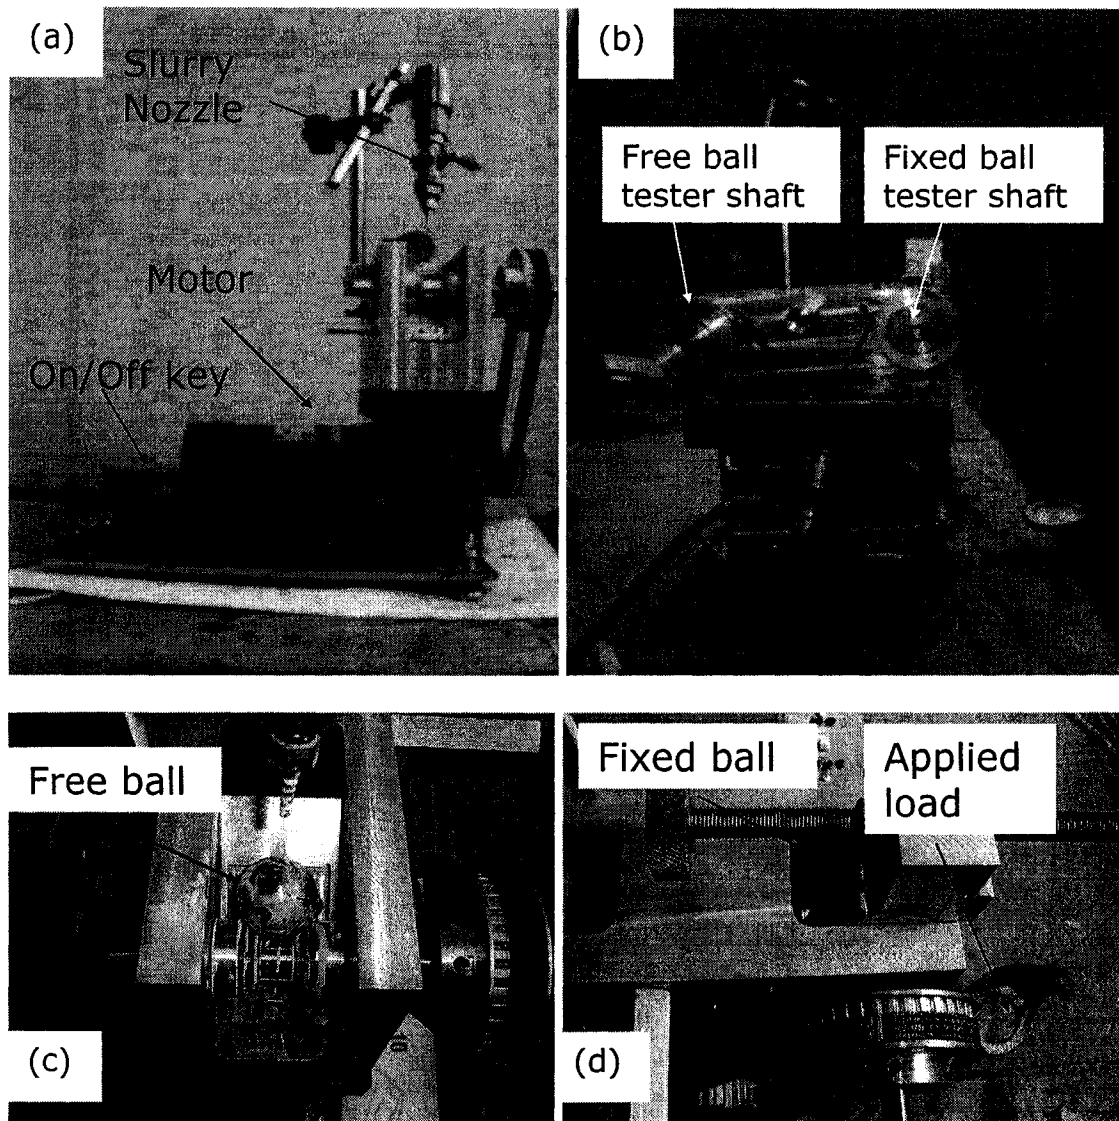 (a)
Slurry
Nozzle
Motor
On/Off key
(b)
Free ball
tester shaft
Fixed ball
tester shaft
Free ball
(c)
Fixed ball
Applied
load
(d)